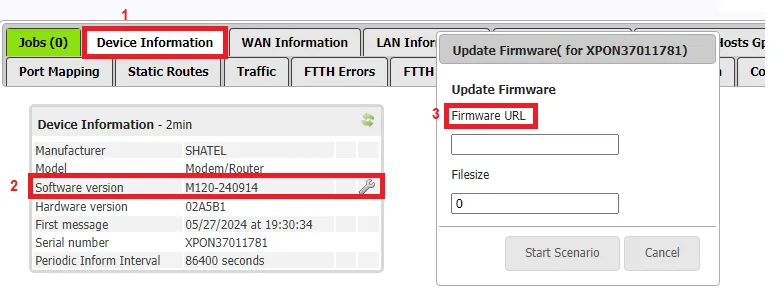 1
Jobs (0) Device Information WAN Information LAN Infor Hosts Gp
Port Mapping Static Routes Traffic FTTH Errors FTTH n Co
Update Firmware( for XPON37011781)
Update Firmware
3 Firmware URL
Filesize
0
Start Scenario Cancel
Device Information - 2min
Manufacturer SHATEL
Model Modem/Router
2 Software version M120-240914
Hardware version 02A5B1
First message 05/27/2024 at 19:30:34
Serial number XPON37011781
Periodic Inform Interval 86400 seconds